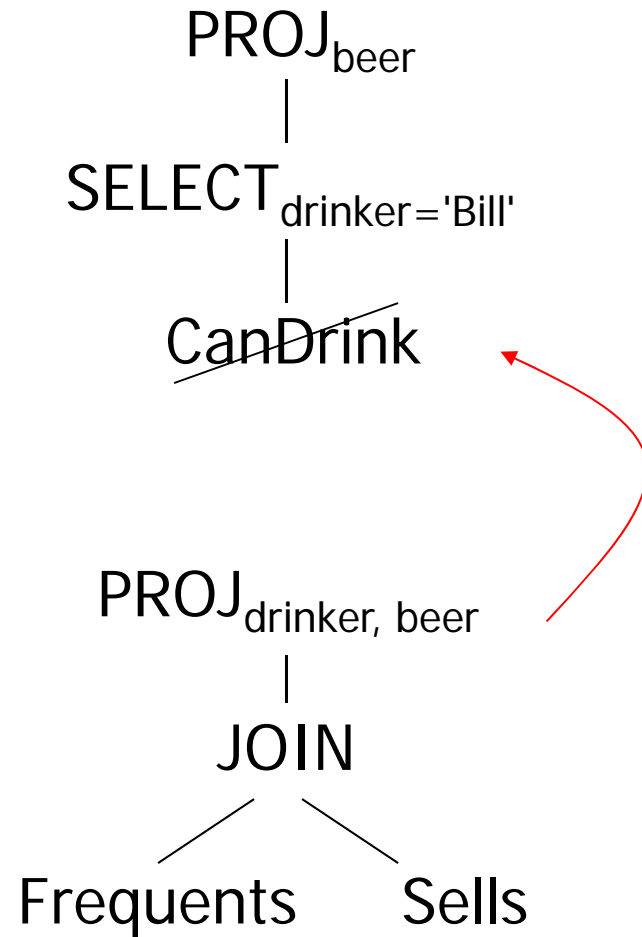 PROJbeer
SELECTdrinker='Bill'
CanDrink
PROJdrinker, beer
JOIN
Frequents Sells